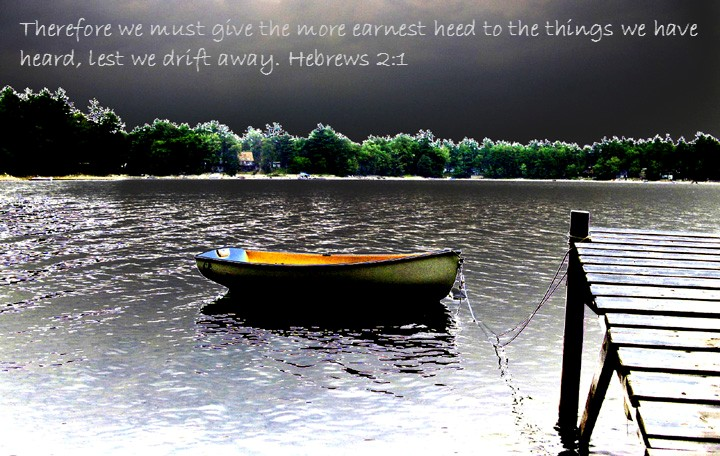 Therefore we must give the more earnest heed to the things we have
heard, lest we drift away. Hebrews 2:1